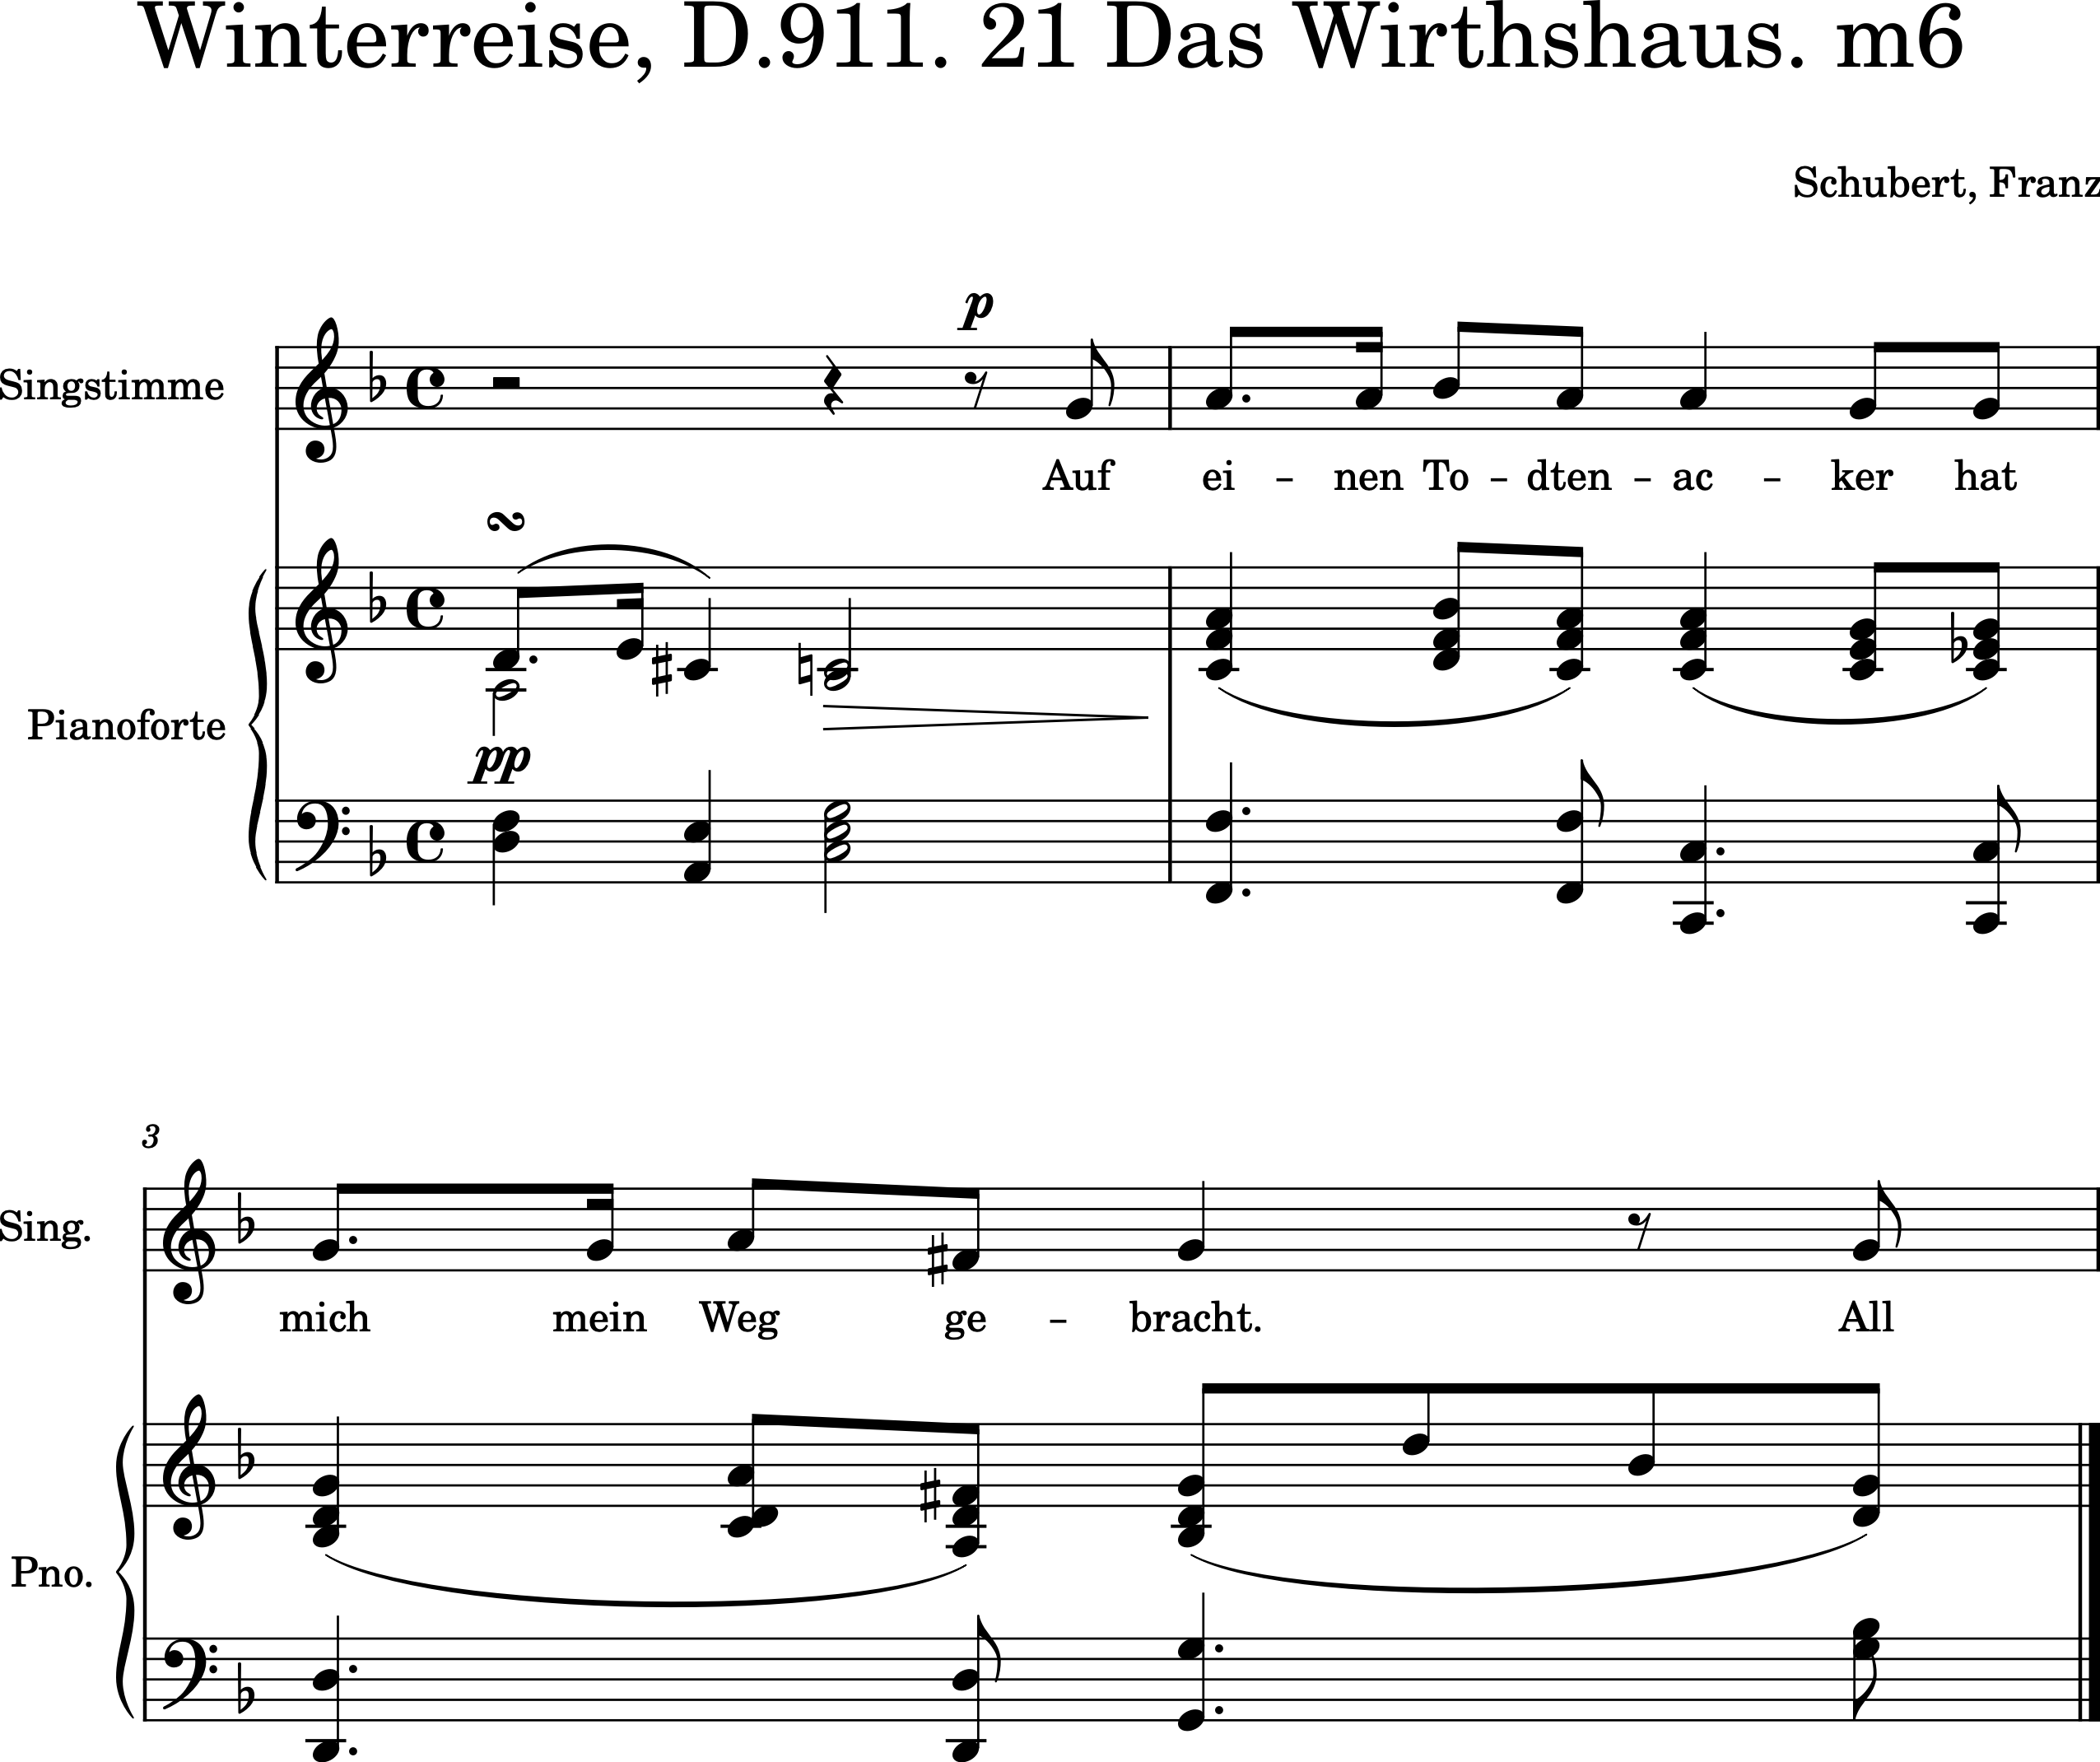 Winterreise, D.911. 21 Das Wirthshaus. m6
Schubert, Franz
p
Singstimme
Auf ei - nen To - dten - ac - ker hat
Pianoforte
pp
3
Sing.
mich mein Weg ge - bracht. All
Pno.